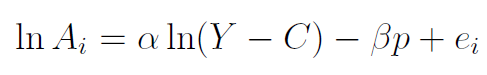 ln A_i = α ln(Y − C) − βp + e_i